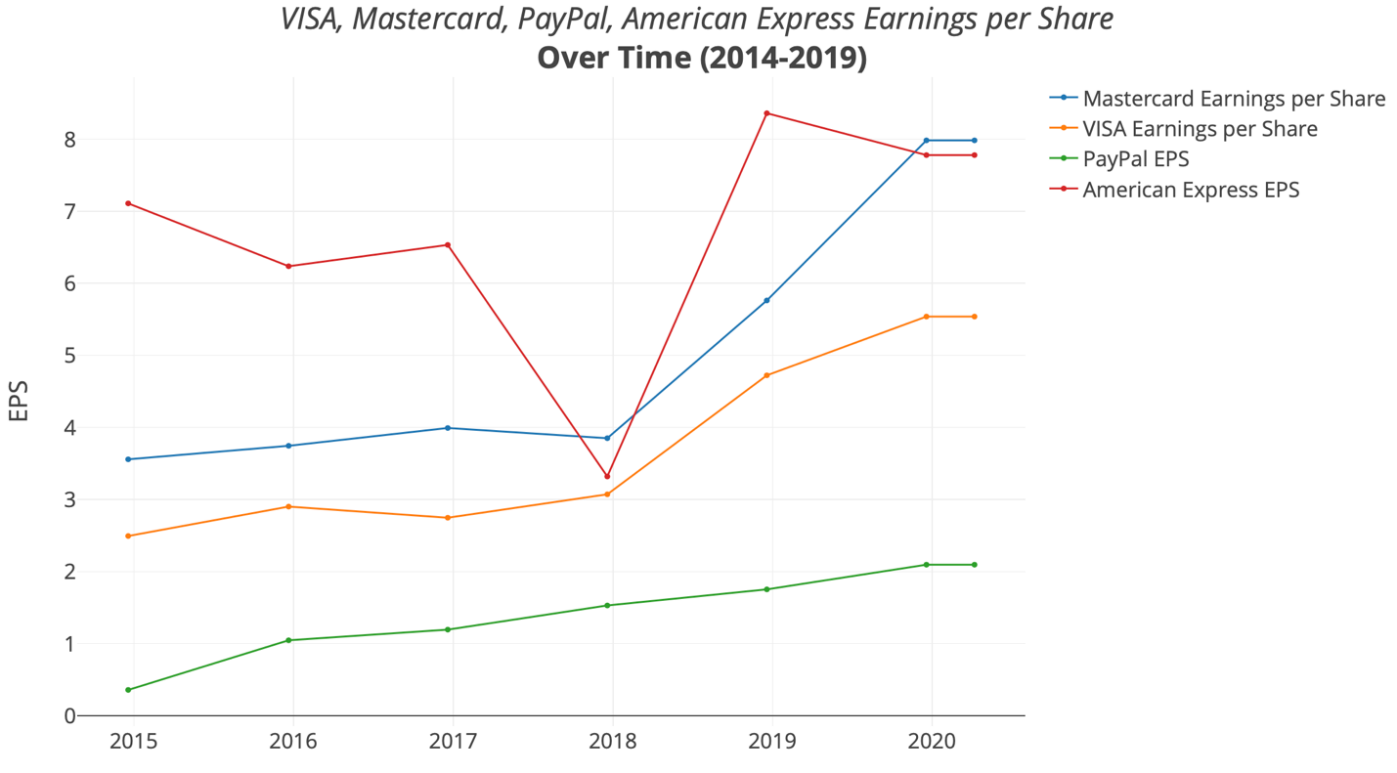 VISA, Mastercard, PayPal, American Express Earnings per Share
Over Time (2014-2019)
Mastercard Earnings per Share
VISA Earnings per Share
PayPal EPS
American Express EPS
EPS
8
7
6
5
4
3
2
1
0
2015 2016 2017 2018 2019 2020